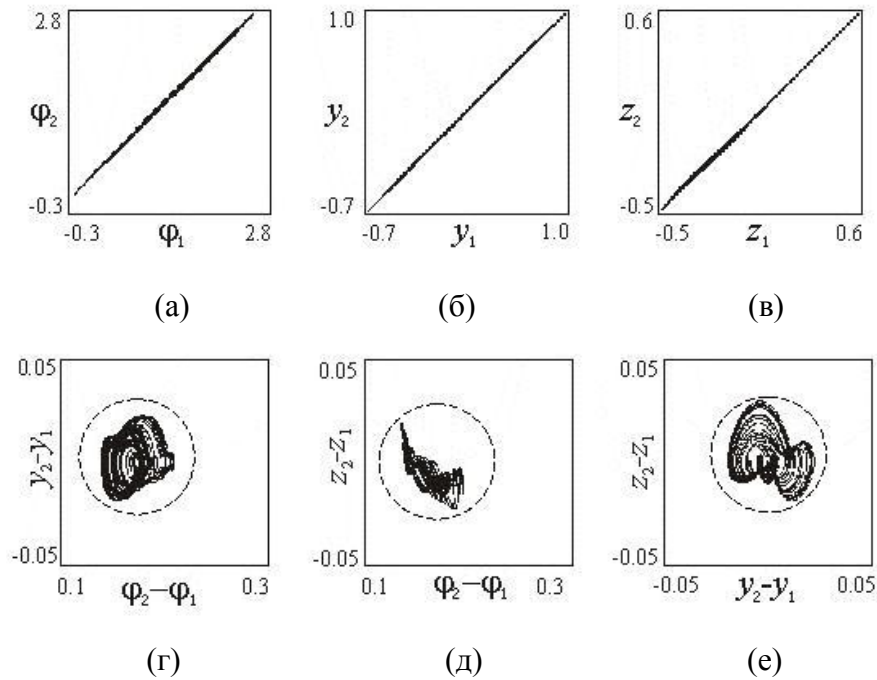 2.8
φ₂
-0.3
-0.3 φ₁ 2.8
(а)
1.0
y₂
-0.7
-0.7 y₁ 1.0
(б)
0.6
z₂
-0.5
-0.5 z₁ 0.6
(в)
0.05
y₂-y₁
-0.05
0.1 φ₂-φ₁ 0.3
(г)
0.05
z₂-z₁
-0.05
0.1 φ₂-φ₁ 0.3
(д)
0.05
z₂-z₁
-0.05
-0.05 y₂-y₁ 0.05
(е)